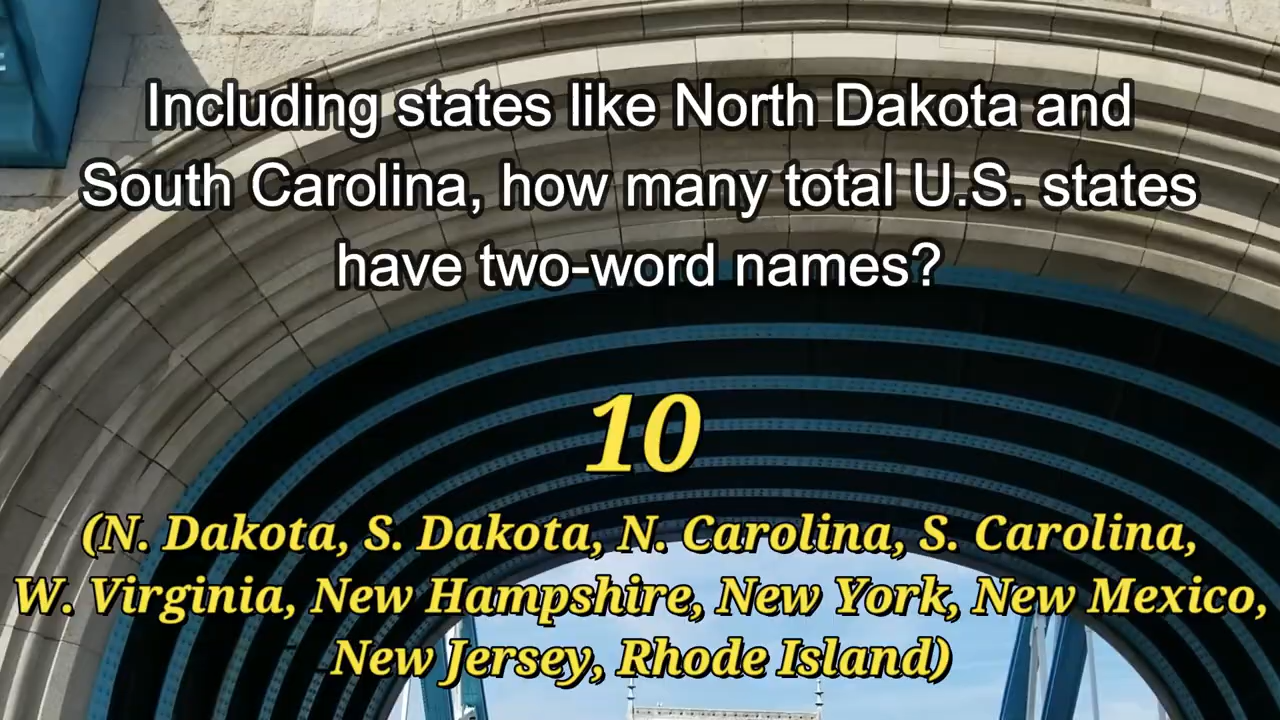 Including states like North Dakota and
South Carolina, how many total U.S. states
have two-word names?
10
(N. Dakota, S. Dakota, N. Carolina, S. Carolina,
W. Virginia, New Hampshire, New York, New Mexico,
New Jersey, Rhode Island)